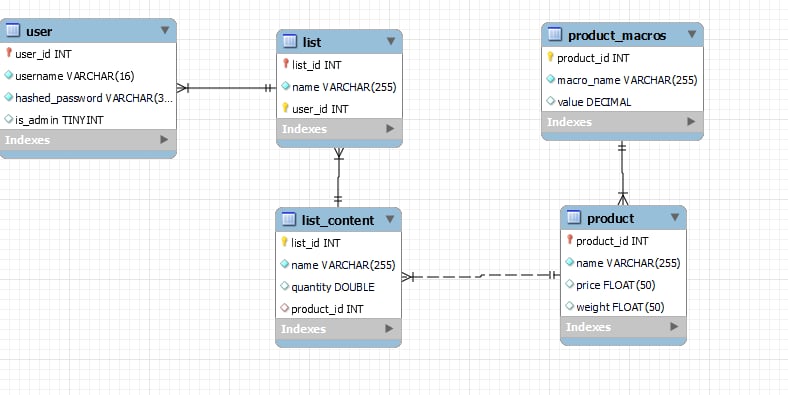 user
user_id INT
username VARCHAR(16)
hashed_password VARCHAR(3...
is_admin TINYINT
Indexes
list
list_id INT
name VARCHAR(255)
user_id INT
Indexes
product_macros
product_id INT
macro_name VARCHAR(255)
value DECIMAL
Indexes
list_content
list_id INT
name VARCHAR(255)
quantity DOUBLE
product_id INT
Indexes
product
product_id INT
name VARCHAR(255)
price FLOAT(50)
weight FLOAT(50)
Indexes